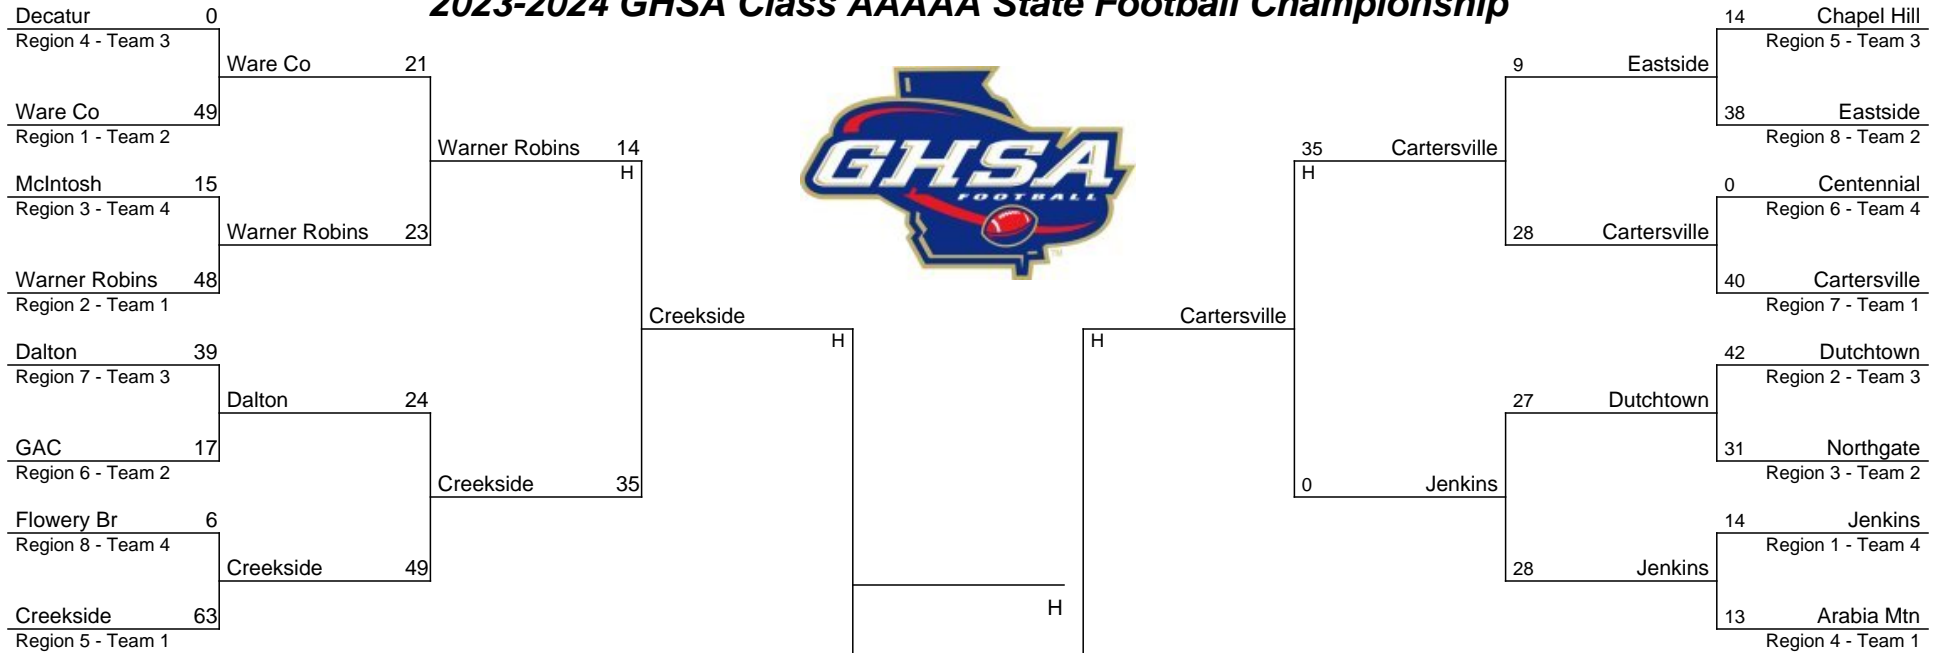 2023-2024 GHSA Class AAAAA State Football Championship
Decatur 0
Region 4 - Team 3
Ware Co 21
Ware Co 49
Region 1 - Team 2
Warner Robins 14
H
McIntosh 15
Region 3 - Team 4
Warner Robins 23
Warner Robins 48
Region 2 - Team 1
Creekside
H
Dalton 39
Region 7 - Team 3
Dalton 24
GAC 17
Region 6 - Team 2
Creekside 35
Flowery Br 6
Region 8 - Team 4
Creekside 49
Creekside 63
Region 5 - Team 1
GHSA
FOOTBALL
TM
H
14 Chapel Hill
Region 5 - Team 3
9 Eastside
38 Eastside
Region 8 - Team 2
35 Cartersville
H
0 Centennial
Region 6 - Team 4
28 Cartersville
40 Cartersville
Region 7 - Team 1
Cartersville
H
42 Dutchtown
Region 2 - Team 3
27 Dutchtown
31 Northgate
Region 3 - Team 2
0 Jenkins
14 Jenkins
Region 1 - Team 4
28 Jenkins
13 Arabia Mtn
Region 4 - Team 1